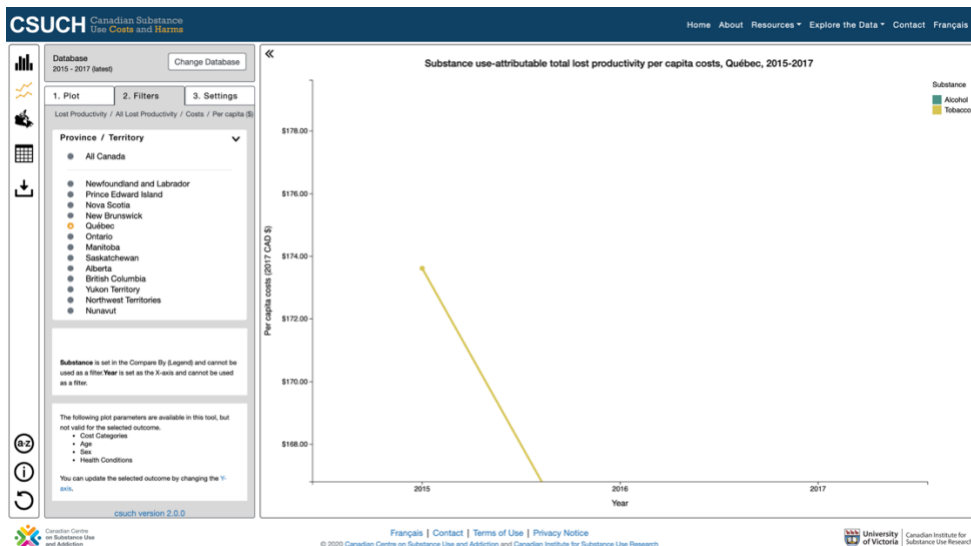 CSUCH Canadian Substance
Use Costs and Harms
Home About Resources Explore the Data Contact Français
Database
2015 - 2017 (latest)
Change Database
1. Plot 2. Filters 3. Settings
Lost Productivity / All Lost Productivity / Costs / Per capita ($)
Province / Territory
All Canada
Newfoundland and Labrador
Prince Edward Island
Nova Scotia
New Brunswick
Québec
Ontario
Manitoba
Saskatchewan
Alberta
British Columbia
Yukon Territory
Northwest Territories
Nunavut
Substance is set in the Compare By (Legend) and cannot be
used as a filter.Year is set as the X-axis and cannot be used
as a filter.
The following plot parameters are available in this tool, but
not valid for the selected outcome.
• Cost Categories
• Age
• Sex
• Health Conditions
You can update the selected outcome by changing the Y-
axis.
csuch version 2.0.0
a-z
Substance use-attributable total lost productivity per capita costs, Québec, 2015-2017
Substance
Alcohol
Tobacco
Per capita costs (2017 CAD $)
$178.00
$176.00
$174.00
$172.00
$170.00
$168.00
2015 2016 2017
Year
Canadian Centre
on Substance Use
and Addiction
Français | Contact | Terms of Use | Privacy Notice
© 2020 Canadian Centre on Substance Use and Addiction and Canadian Institute for Substance Use Research
University
of Victoria
Canadian Institute for
Substance Use Research